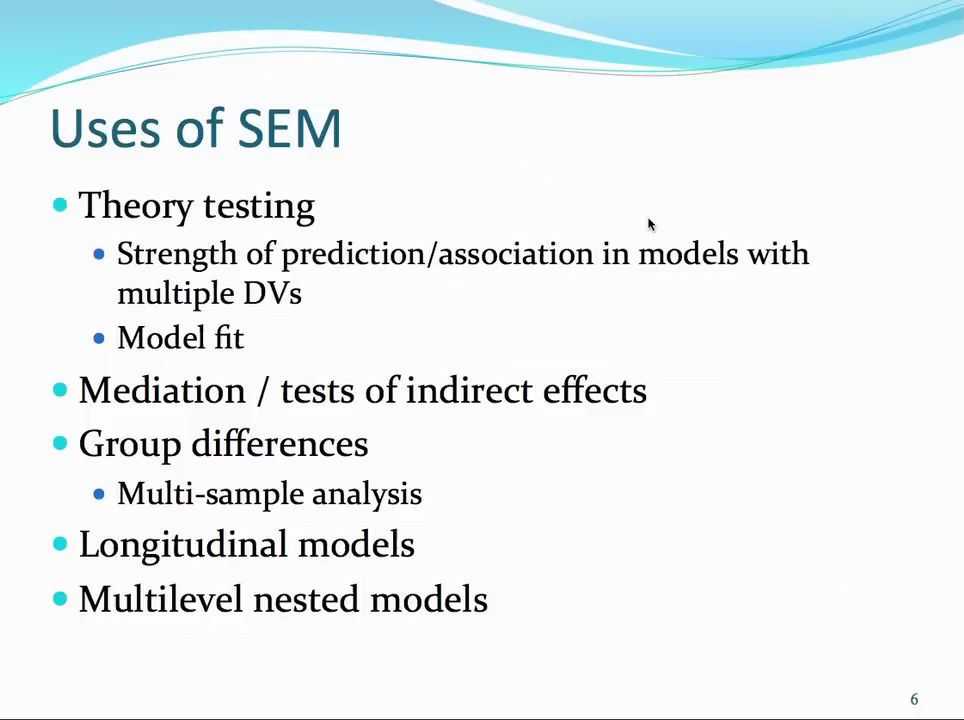 Uses of SEM
• Theory testing
• Strength of prediction/association in models with
multiple DVs
• Model fit
• Mediation / tests of indirect effects
• Group differences
• Multi-sample analysis
• Longitudinal models
• Multilevel nested models
6